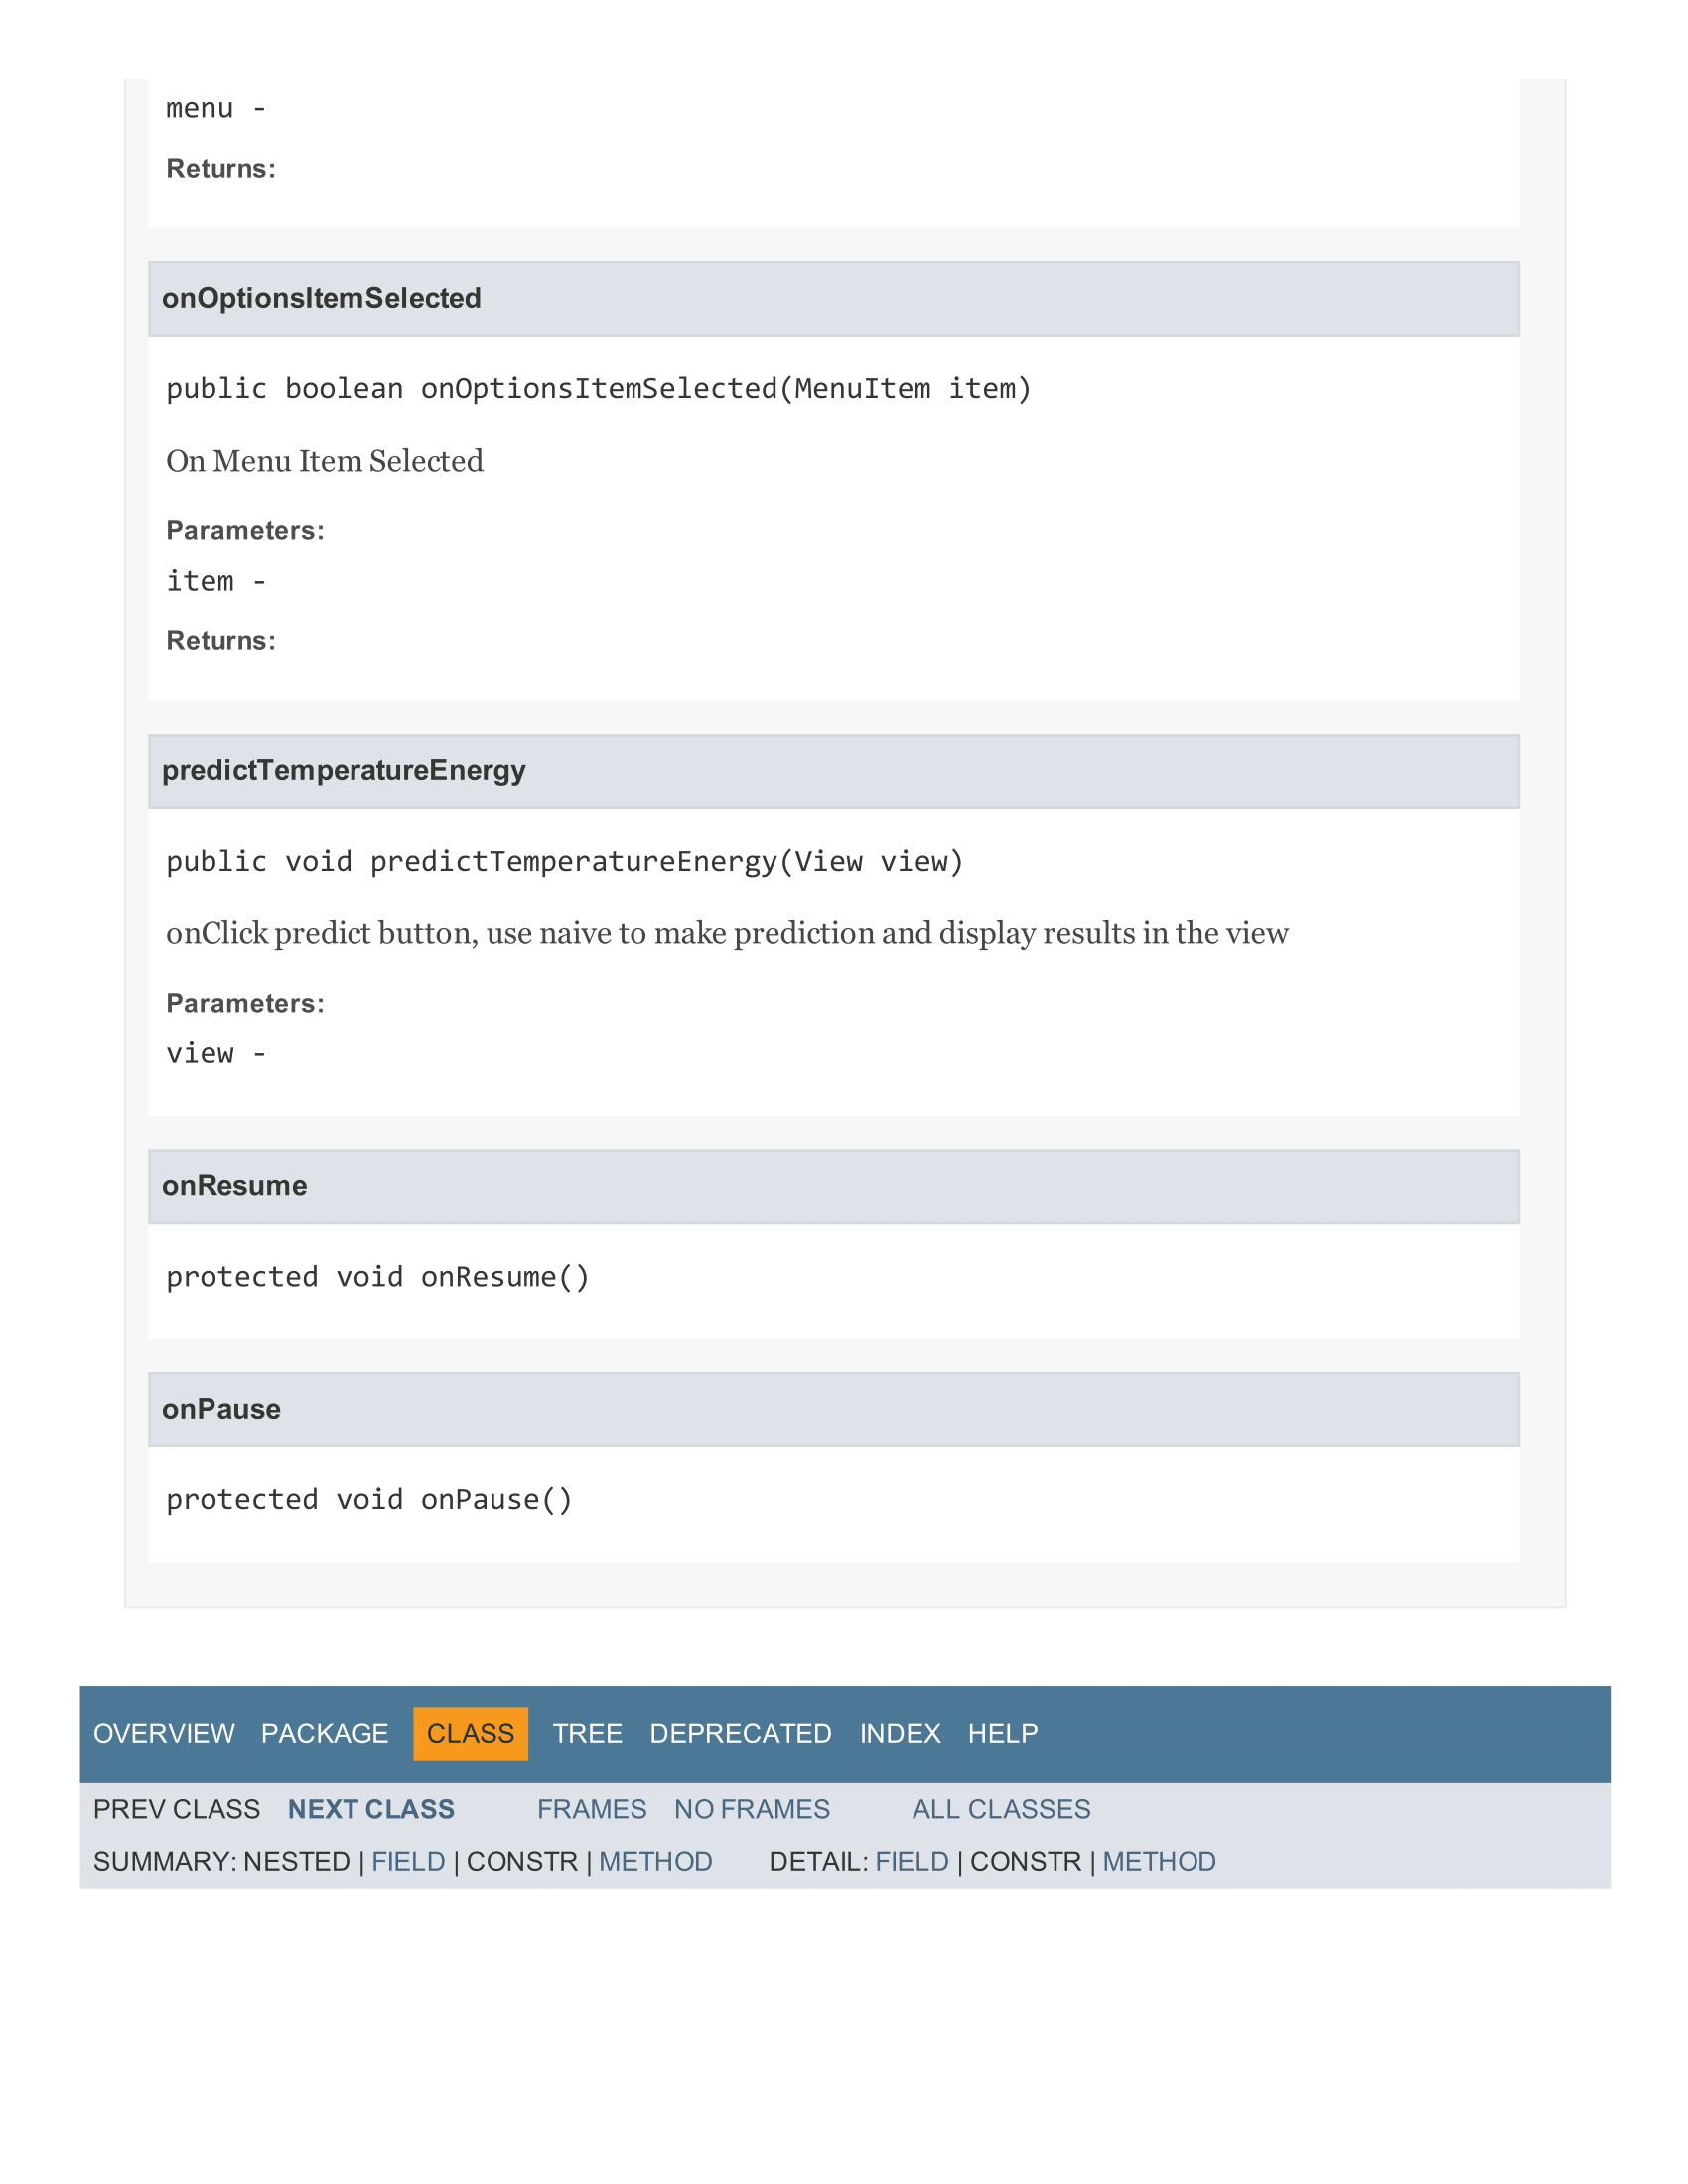 menu -
Returns:
onOptionsItemSelected
public boolean onOptionsItemSelected(MenuItem item)
On Menu Item Selected
Parameters:
item -
Returns:
predictTemperatureEnergy
public void predictTemperatureEnergy(View view)
onClick predict button, use naive to make prediction and display results in the view
Parameters:
view -
onResume
protected void onResume()
onPause
protected void onPause()
OVERVIEW PACKAGE CLASS TREE DEPRECATED INDEX HELP
PREV CLASS NEXT CLASS FRAMES NO FRAMES ALL CLASSES
SUMMARY: NESTED | FIELD | CONSTR | METHOD DETAIL: FIELD | CONSTR | METHOD